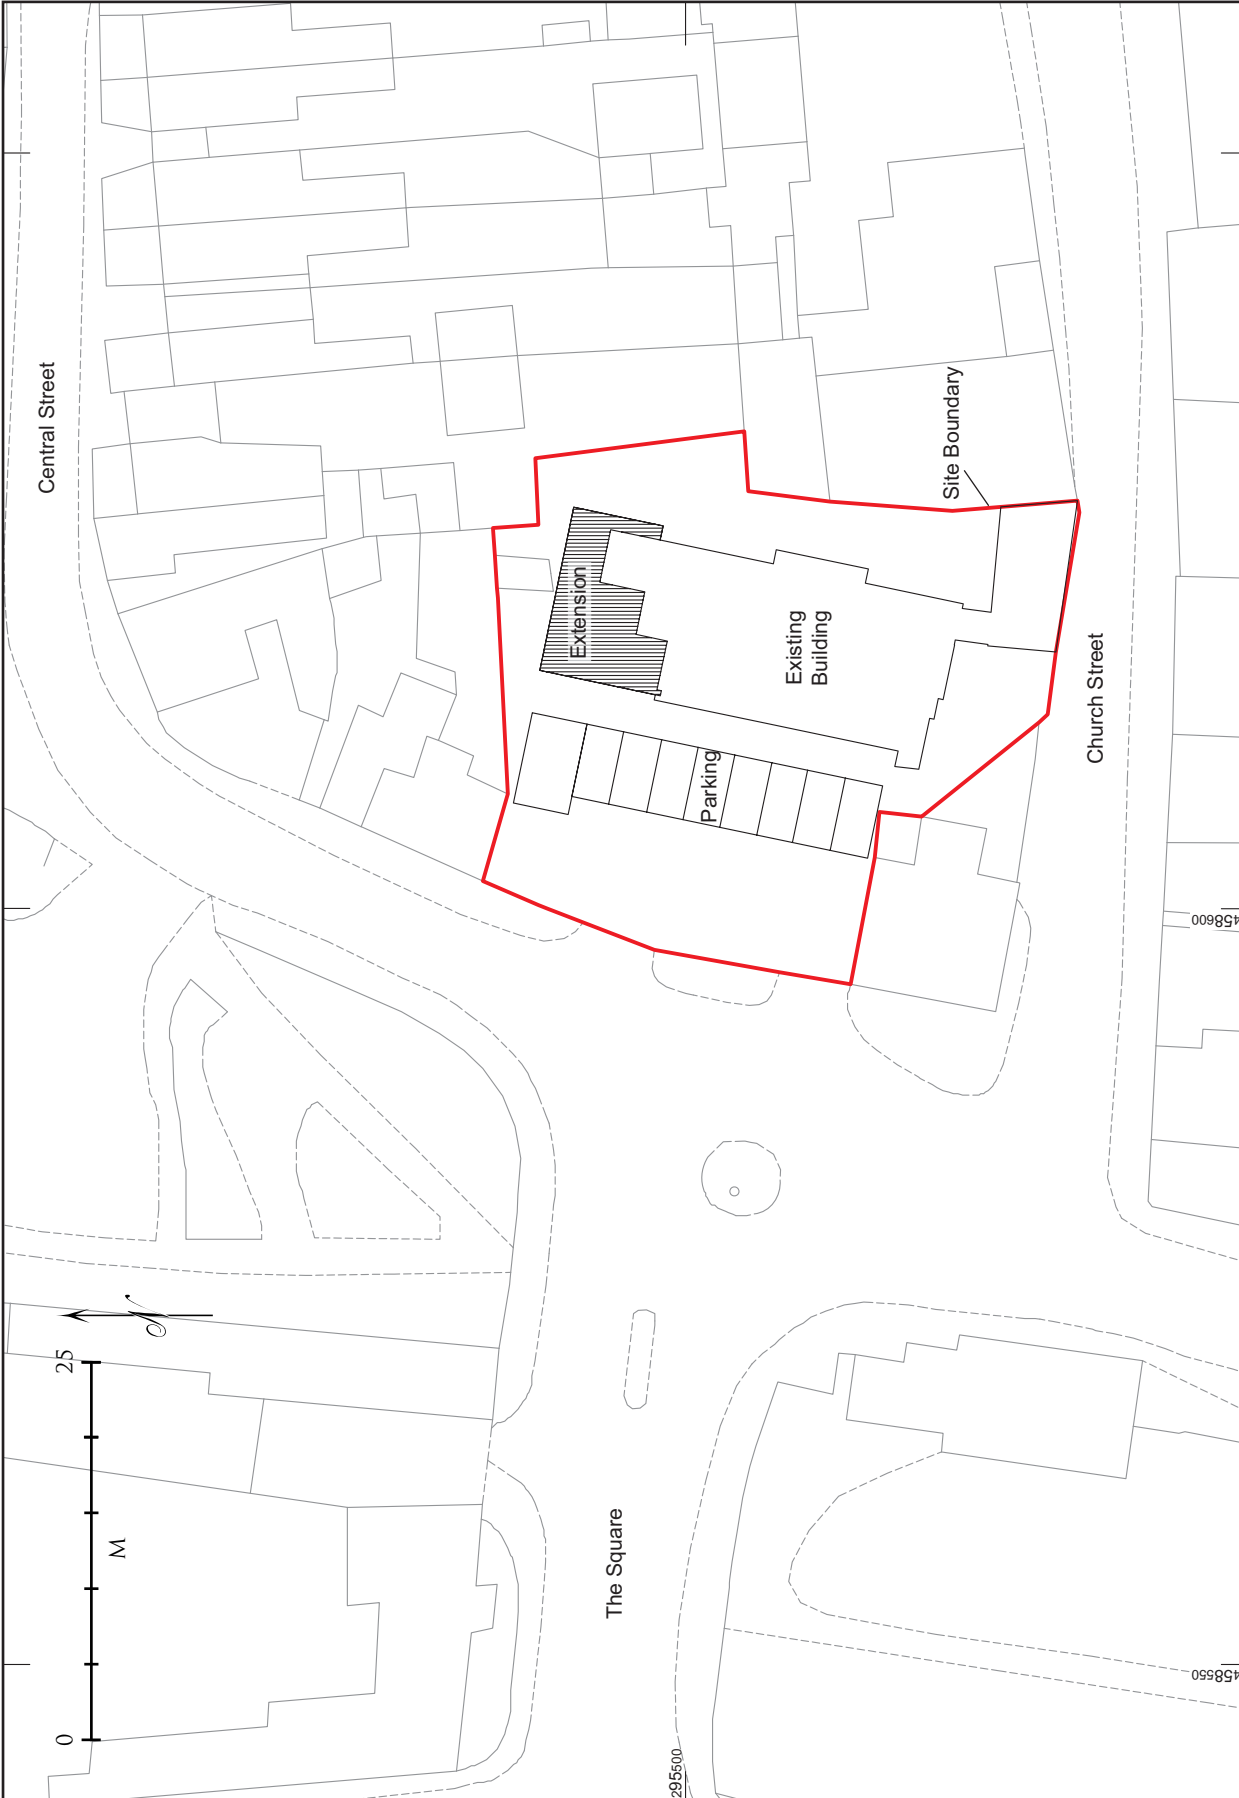 Central Street
Site Boundary
Extension
Existing
Building
Parking
Church Street
The Square
0
25
M
N
458600
458550
295500